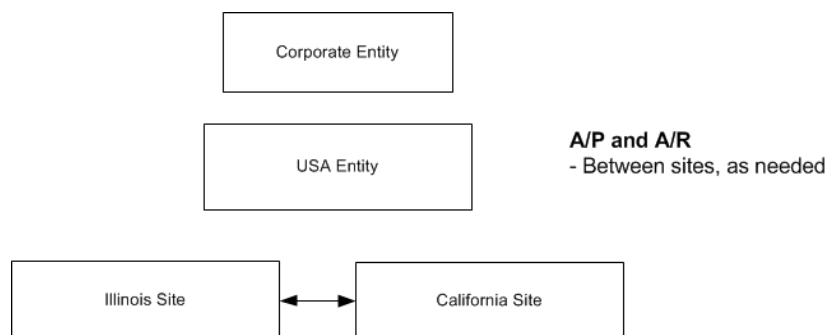 Corporate Entity
USA Entity
A/P and A/R
- Between sites, as needed
Illinois Site
California Site